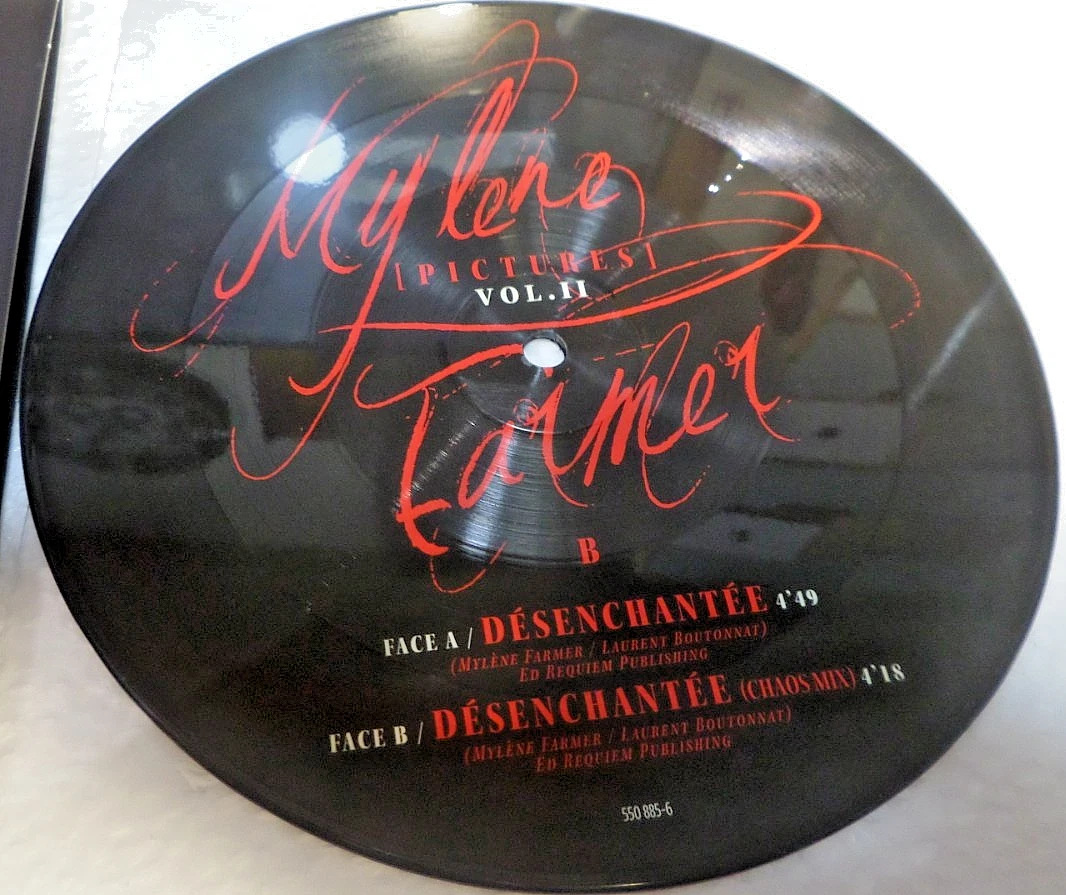 Mylène
[PICTURES]
VOL.II
Farmer
B
FACE A / DÉSENCHANTÉE 4'49
(MYLÈNE FARMER / LAURENT BOUTONNAT)
ED REQUIEM PUBLISHING
FACE B / DÉSENCHANTÉE (CHAOS MIX) 4'18
(MYLÈNE FARMER / LAURENT BOUTONNAT)
ED REQUIEM PUBLISHING
550 885-6